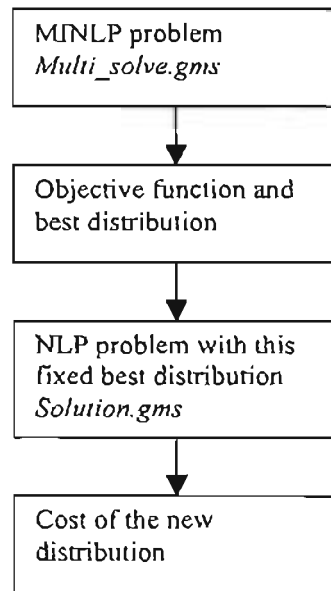 MINLP problem
Multi_solve.gms
Objective function and
best distribution
NLP problem with this
fixed best distribution
Solution.gms
Cost of the new
distribution